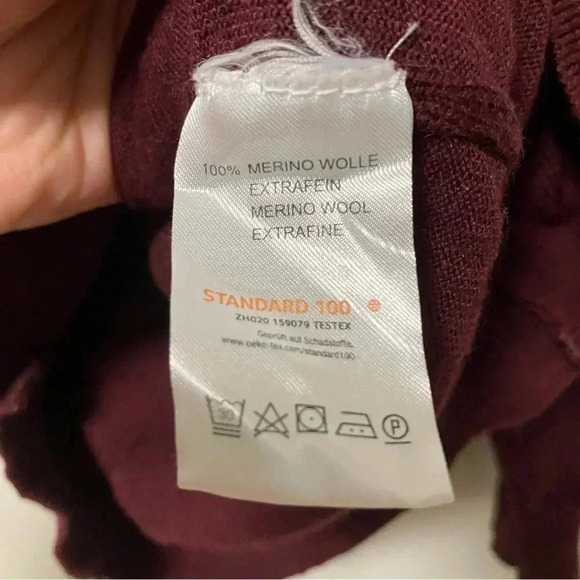 100% MERINO WOLLE
EXTRAFEIN
MERINO WOOL
EXTRAFINE
STANDARD 100
ZH020 159079 TESTEX
Geprüft auf Schadstoffe.
www.oeko-tex.com/standard100
30
P